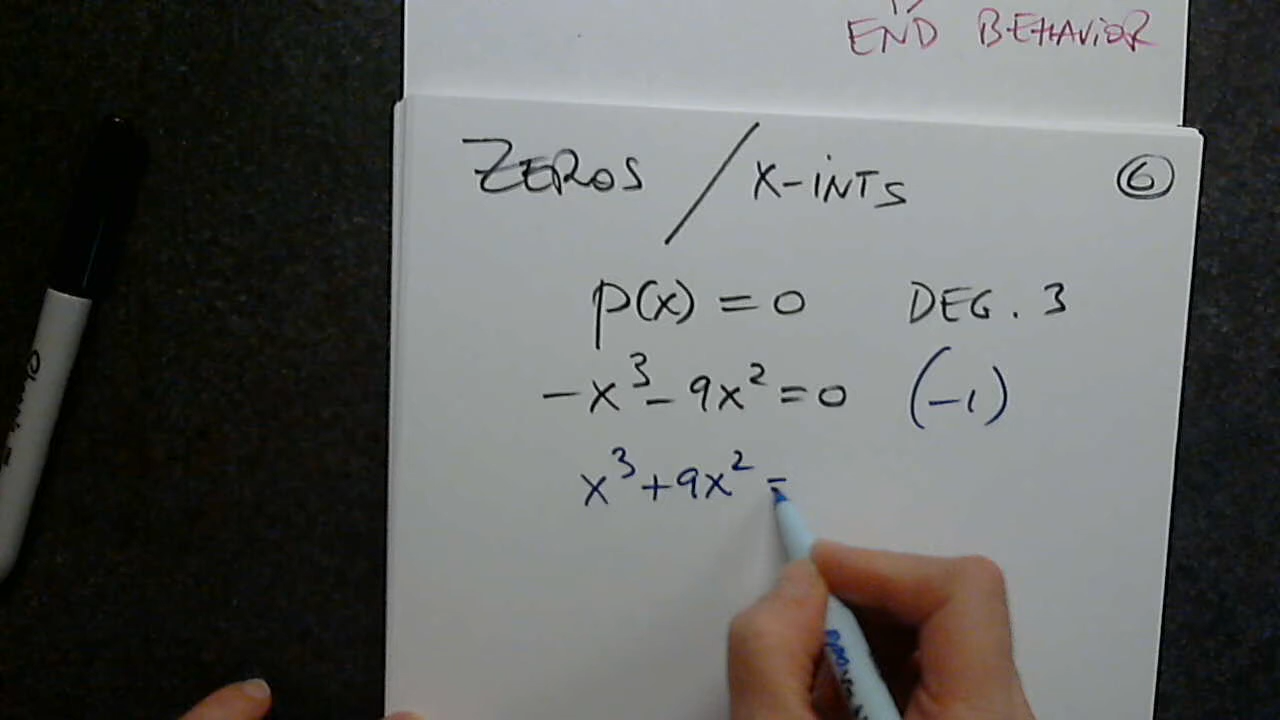 END BEHAVIOR
ZEROS / X-INTS 6
p(x) = 0 DEG. 3
-x³ - 9x² = 0 (-1)
x³ + 9x² =